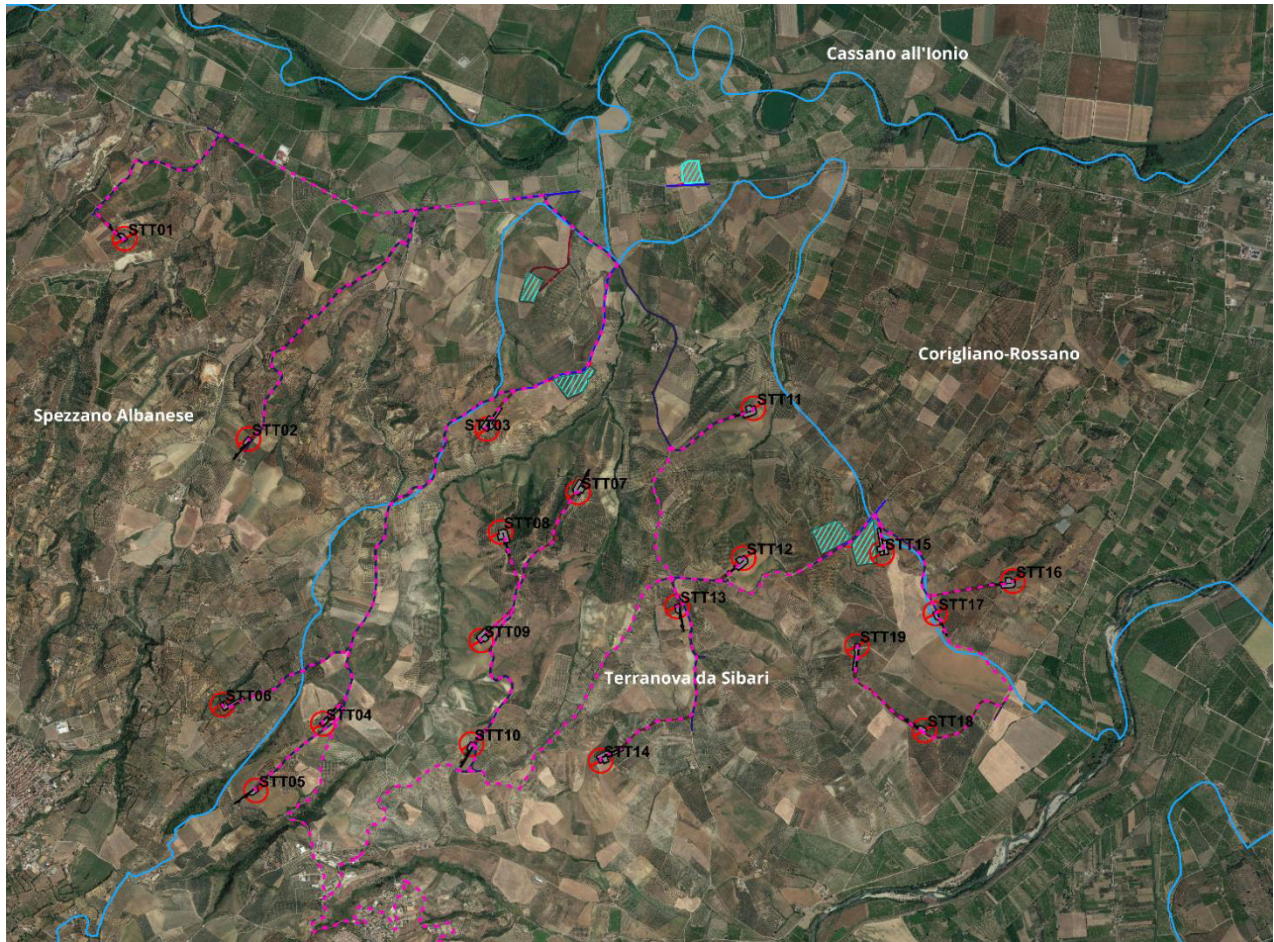 Cassano all'Ionio
STT01
Corigliano-Rossano
Spezzano Albanese
STT11
STT02
STT03
STT07
STT08
STT12
STT15
STT16
STT13
STT17
STT09
STT19
Terranova da Sibari
STT06
STT04
STT18
STT10
STT14
STT05